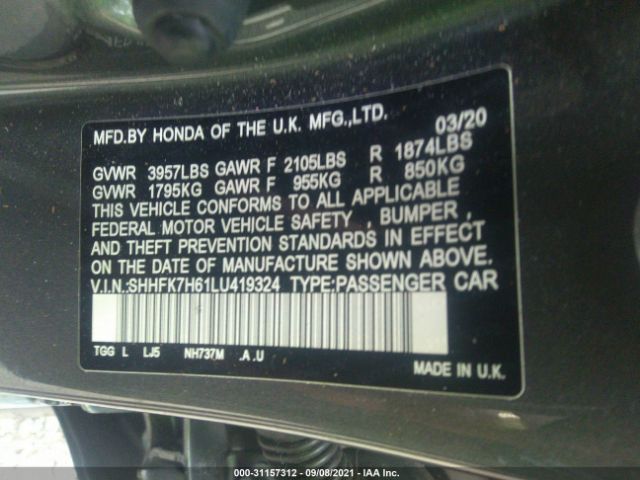 MFD.BY HONDA OF THE U.K. MFG.,LTD. 03/20
GVWR 3957LBS GAWR F 2105LBS R 1874LBS
GVWR 1795KG GAWR F 955KG R 850KG
THIS VEHICLE CONFORMS TO ALL APPLICABLE
FEDERAL MOTOR VEHICLE SAFETY , BUMPER ,
AND THEFT PREVENTION STANDARDS IN EFFECT
ON THE DATE OF MANUFACTURE SHOWN ABOVE.
V.I.N.:SHHFK7H61LU419324 TYPE:PASSENGER CAR
TGG L LJ5 NH737M .A .U
MADE IN U.K.
000-31157312 - 09/08/2021 - IAA Inc.